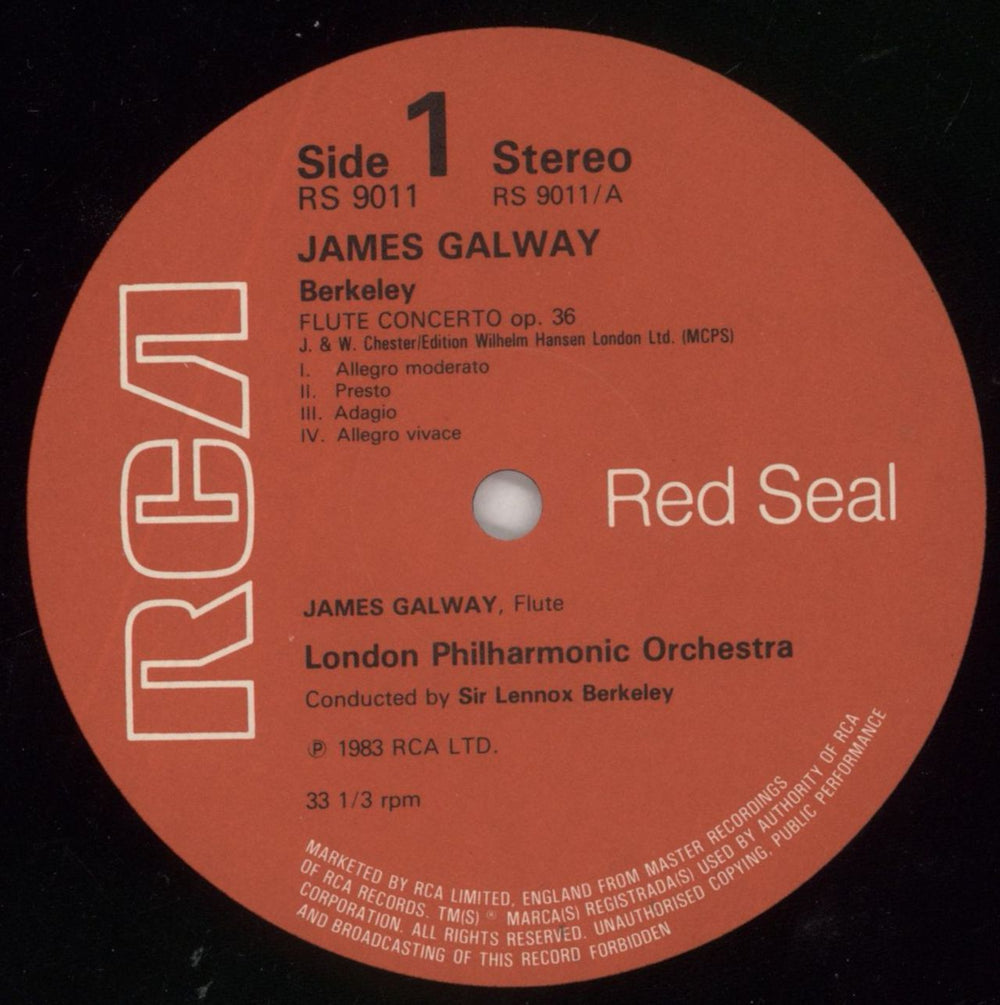 Side 1 Stereo
RS 9011 RS 9011/A
JAMES GALWAY
Berkeley
FLUTE CONCERTO op. 36
J. & W. Chester/Edition Wilhelm Hansen London Ltd. (MCPS)
I. Allegro moderato
II. Presto
III. Adagio
IV. Allegro vivace
RCA
Red Seal
JAMES GALWAY, Flute
London Philharmonic Orchestra
Conducted by Sir Lennox Berkeley
℗ 1983 RCA LTD.
33 1/3 rpm
MARKETED BY RCA LIMITED, ENGLAND FROM MASTER RECORDINGS
OF RCA RECORDS. TM(S) ® MARCA(S) REGISTRADA(S) USED BY AUTHORITY OF RCA
CORPORATION. ALL RIGHTS RESERVED. UNAUTHORISED COPYING, PUBLIC PERFORMANCE
AND BROADCASTING OF THIS RECORD FORBIDDEN